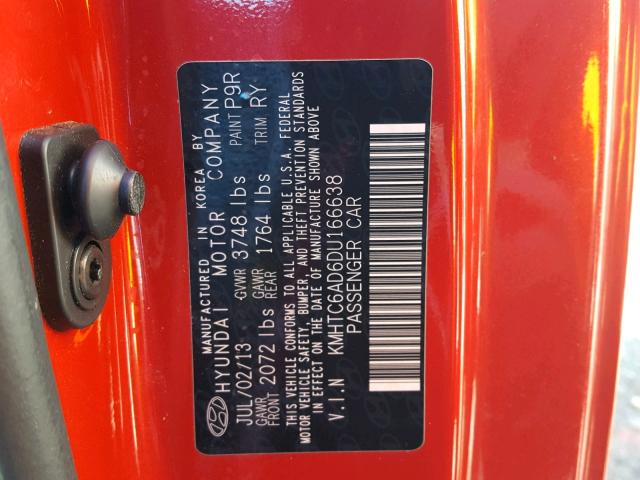 MANUFACTURED IN KOREA BY
HYUNDAI MOTOR COMPANY
JUL/02/13 GVWR 3748 lbs PAINT P9R
GAWR FRONT 2072 lbs GAWR REAR 1764 lbs TRIM RY
THIS VEHICLE CONFORMS TO ALL APPLICABLE U.S.A. FEDERAL
MOTOR VEHICLE SAFETY, BUMPER, AND THEFT PREVENTION STANDARDS
IN EFFECT ON THE DATE OF MANUFACTURE SHOWN ABOVE
V.I.N KMHTC6AD6DU166638
PASSENGER CAR